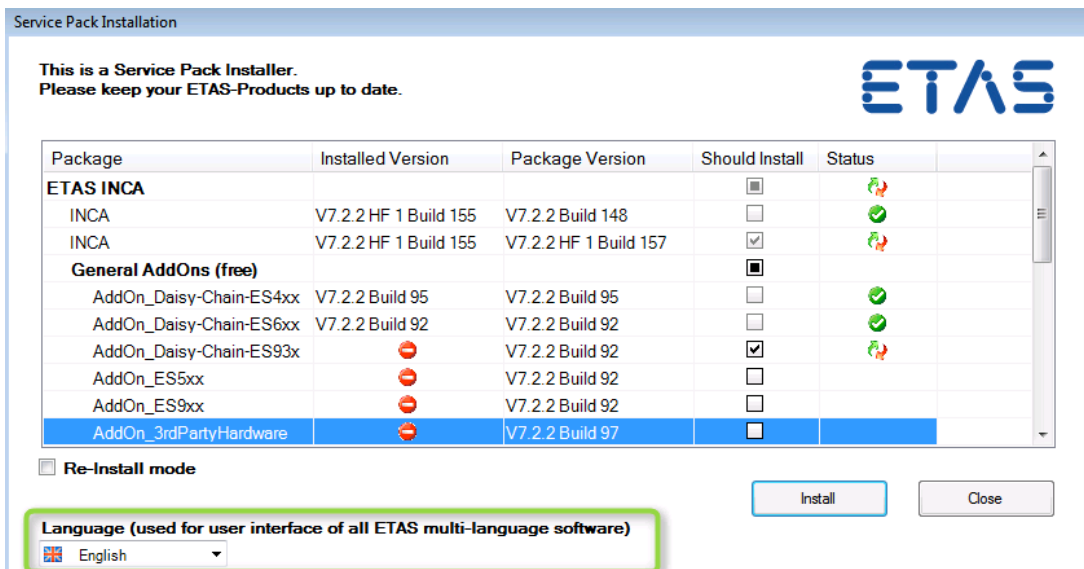 Service Pack Installation
This is a Service Pack Installer.
Please keep your ETAS-Products up to date.
ETAS
Package Installed Version Package Version Should Install Status
ETAS INCA
INCA V7.2.2 HF 1 Build 155 V7.2.2 Build 148
INCA V7.2.2 HF 1 Build 155 V7.2.2 HF 1 Build 157
General AddOns (free)
AddOn_Daisy-Chain-ES4xx V7.2.2 Build 95 V7.2.2 Build 95
AddOn_Daisy-Chain-ES6xx V7.2.2 Build 92 V7.2.2 Build 92
AddOn_Daisy-Chain-ES93x V7.2.2 Build 92
AddOn_ES5xx V7.2.2 Build 92
AddOn_ES9xx V7.2.2 Build 92
AddOn_3rdPartyHardware V7.2.2 Build 97
Re-Install mode
Install Close
Language (used for user interface of all ETAS multi-language software)
English